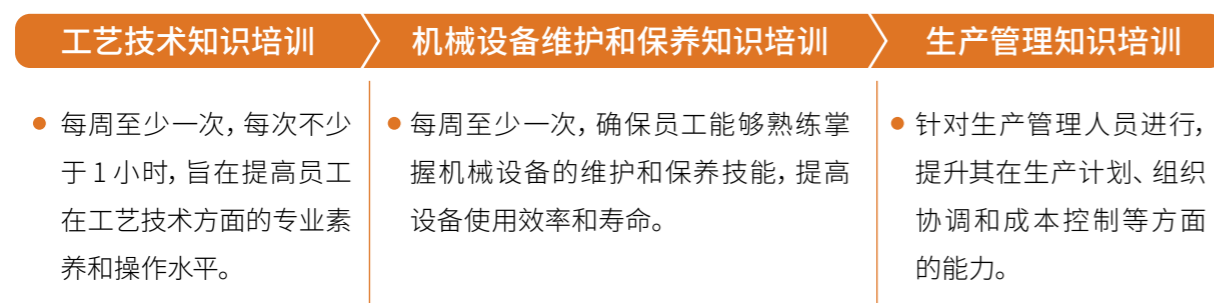 工艺技术知识培训
机械设备维护和保养知识培训
生产管理知识培训
每周至少一次，每次不少
于1小时，旨在提高员工
在工艺技术方面的专业素
养和操作水平。
每周至少一次，确保员工能够熟练掌
握机械设备的维护和保养技能，提高
设备使用效率和寿命。
针对生产管理人员进行，
提升其在生产计划、组织
协调和成本控制等方面
的能力。